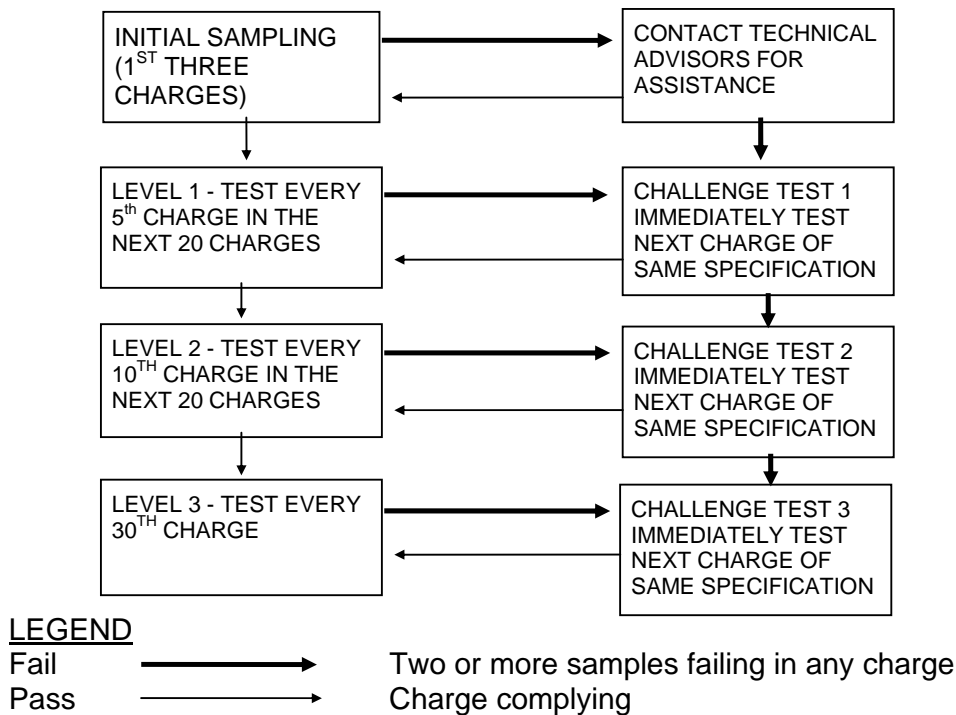 INITIAL SAMPLING
(1ST THREE
CHARGES)
CONTACT TECHNICAL
ADVISORS FOR
ASSISTANCE
LEVEL 1 - TEST EVERY
5th CHARGE IN THE
NEXT 20 CHARGES
CHALLENGE TEST 1
IMMEDIATELY TEST
NEXT CHARGE OF
SAME SPECIFICATION
LEVEL 2 - TEST EVERY
10TH CHARGE IN THE
NEXT 20 CHARGES
CHALLENGE TEST 2
IMMEDIATELY TEST
NEXT CHARGE OF
SAME SPECIFICATION
LEVEL 3 - TEST EVERY
30TH CHARGE
CHALLENGE TEST 3
IMMEDIATELY TEST
NEXT CHARGE OF
SAME SPECIFICATION
LEGEND
Fail Two or more samples failing in any charge
Pass Charge complying